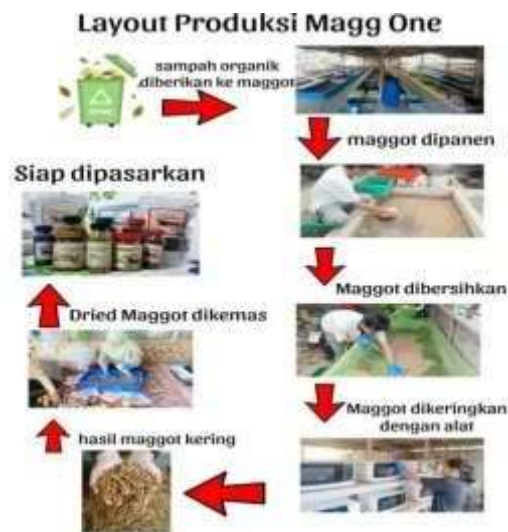 Layout Produksi Magg One
sampah organik
diberikan ke maggot
maggot dipanen
Siap dipasarkan
Maggot dibersihkan
Dried Maggot dikemas
Maggot dikeringkan
dengan alat
hasil maggot kering